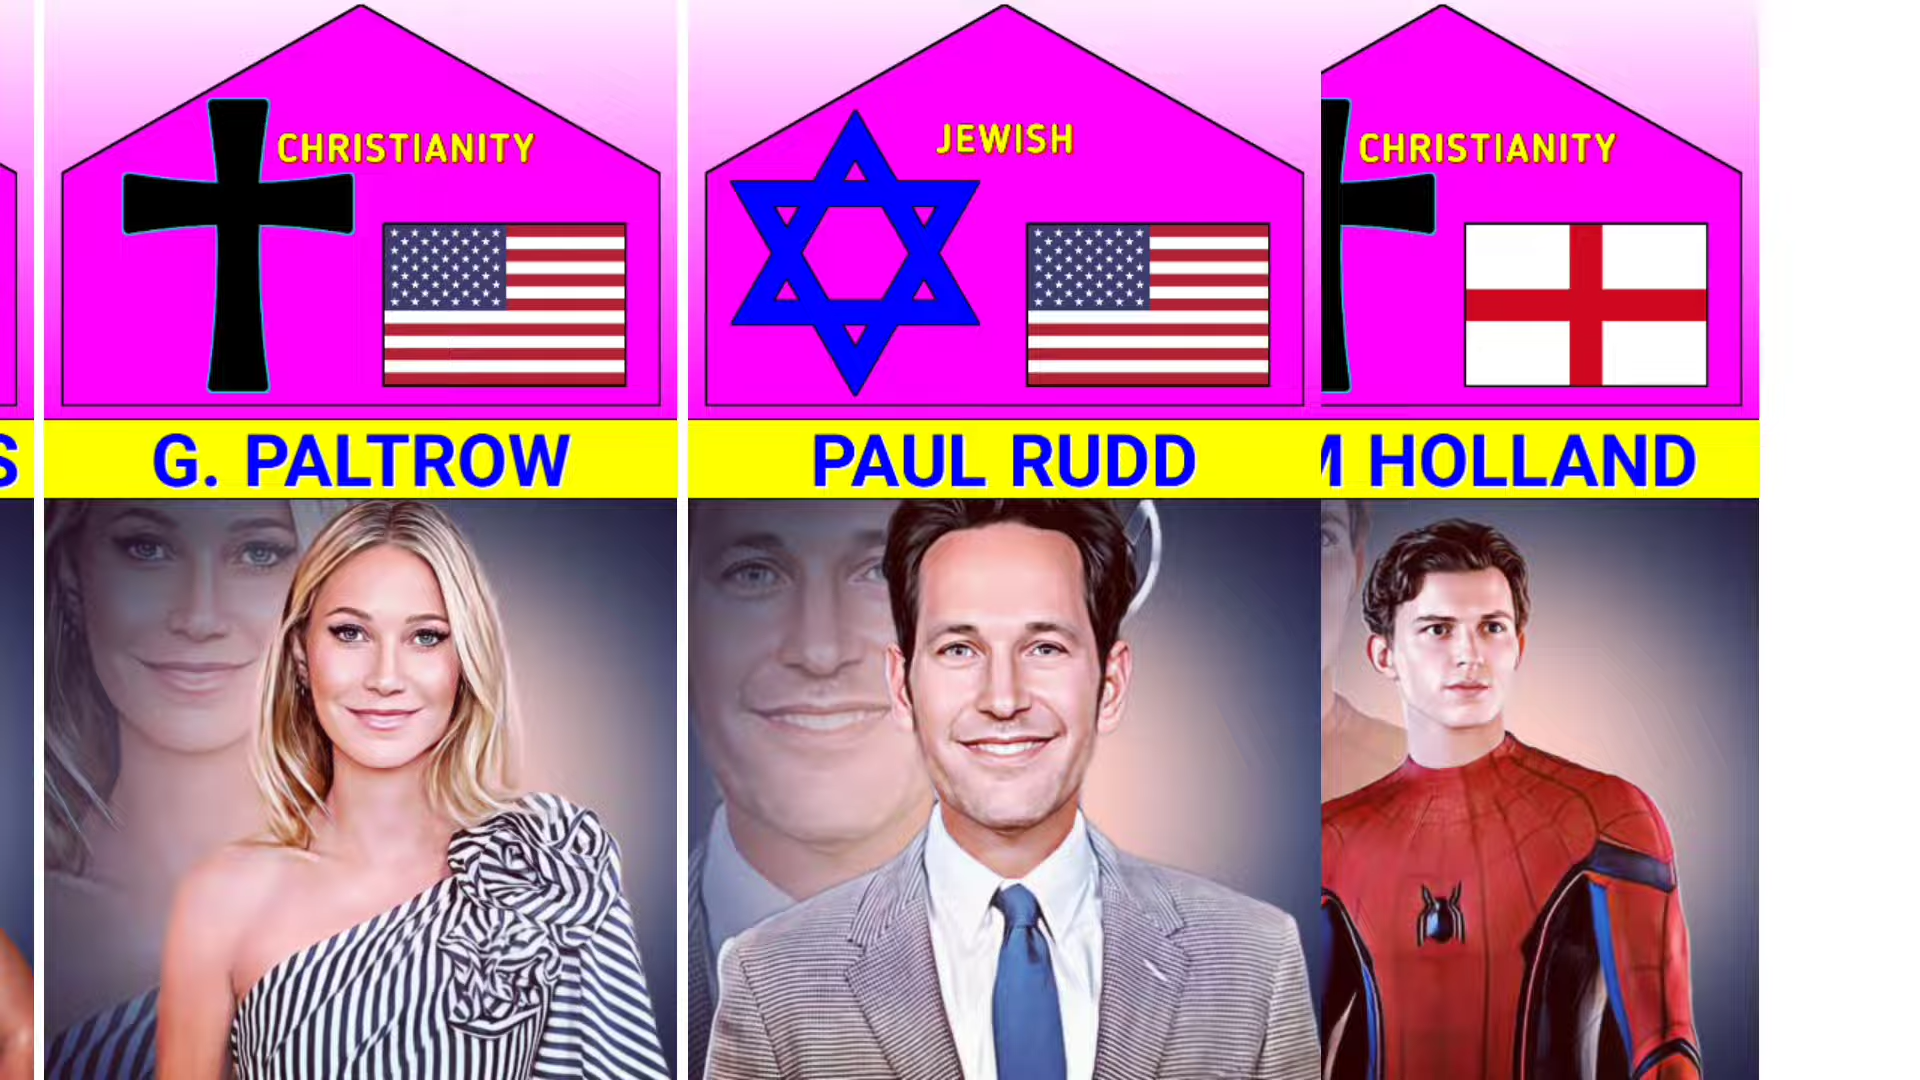 CHRISTIANITY
JEWISH
CHRISTIANITY
S
G. PALTROW
PAUL RUDD
M HOLLAND